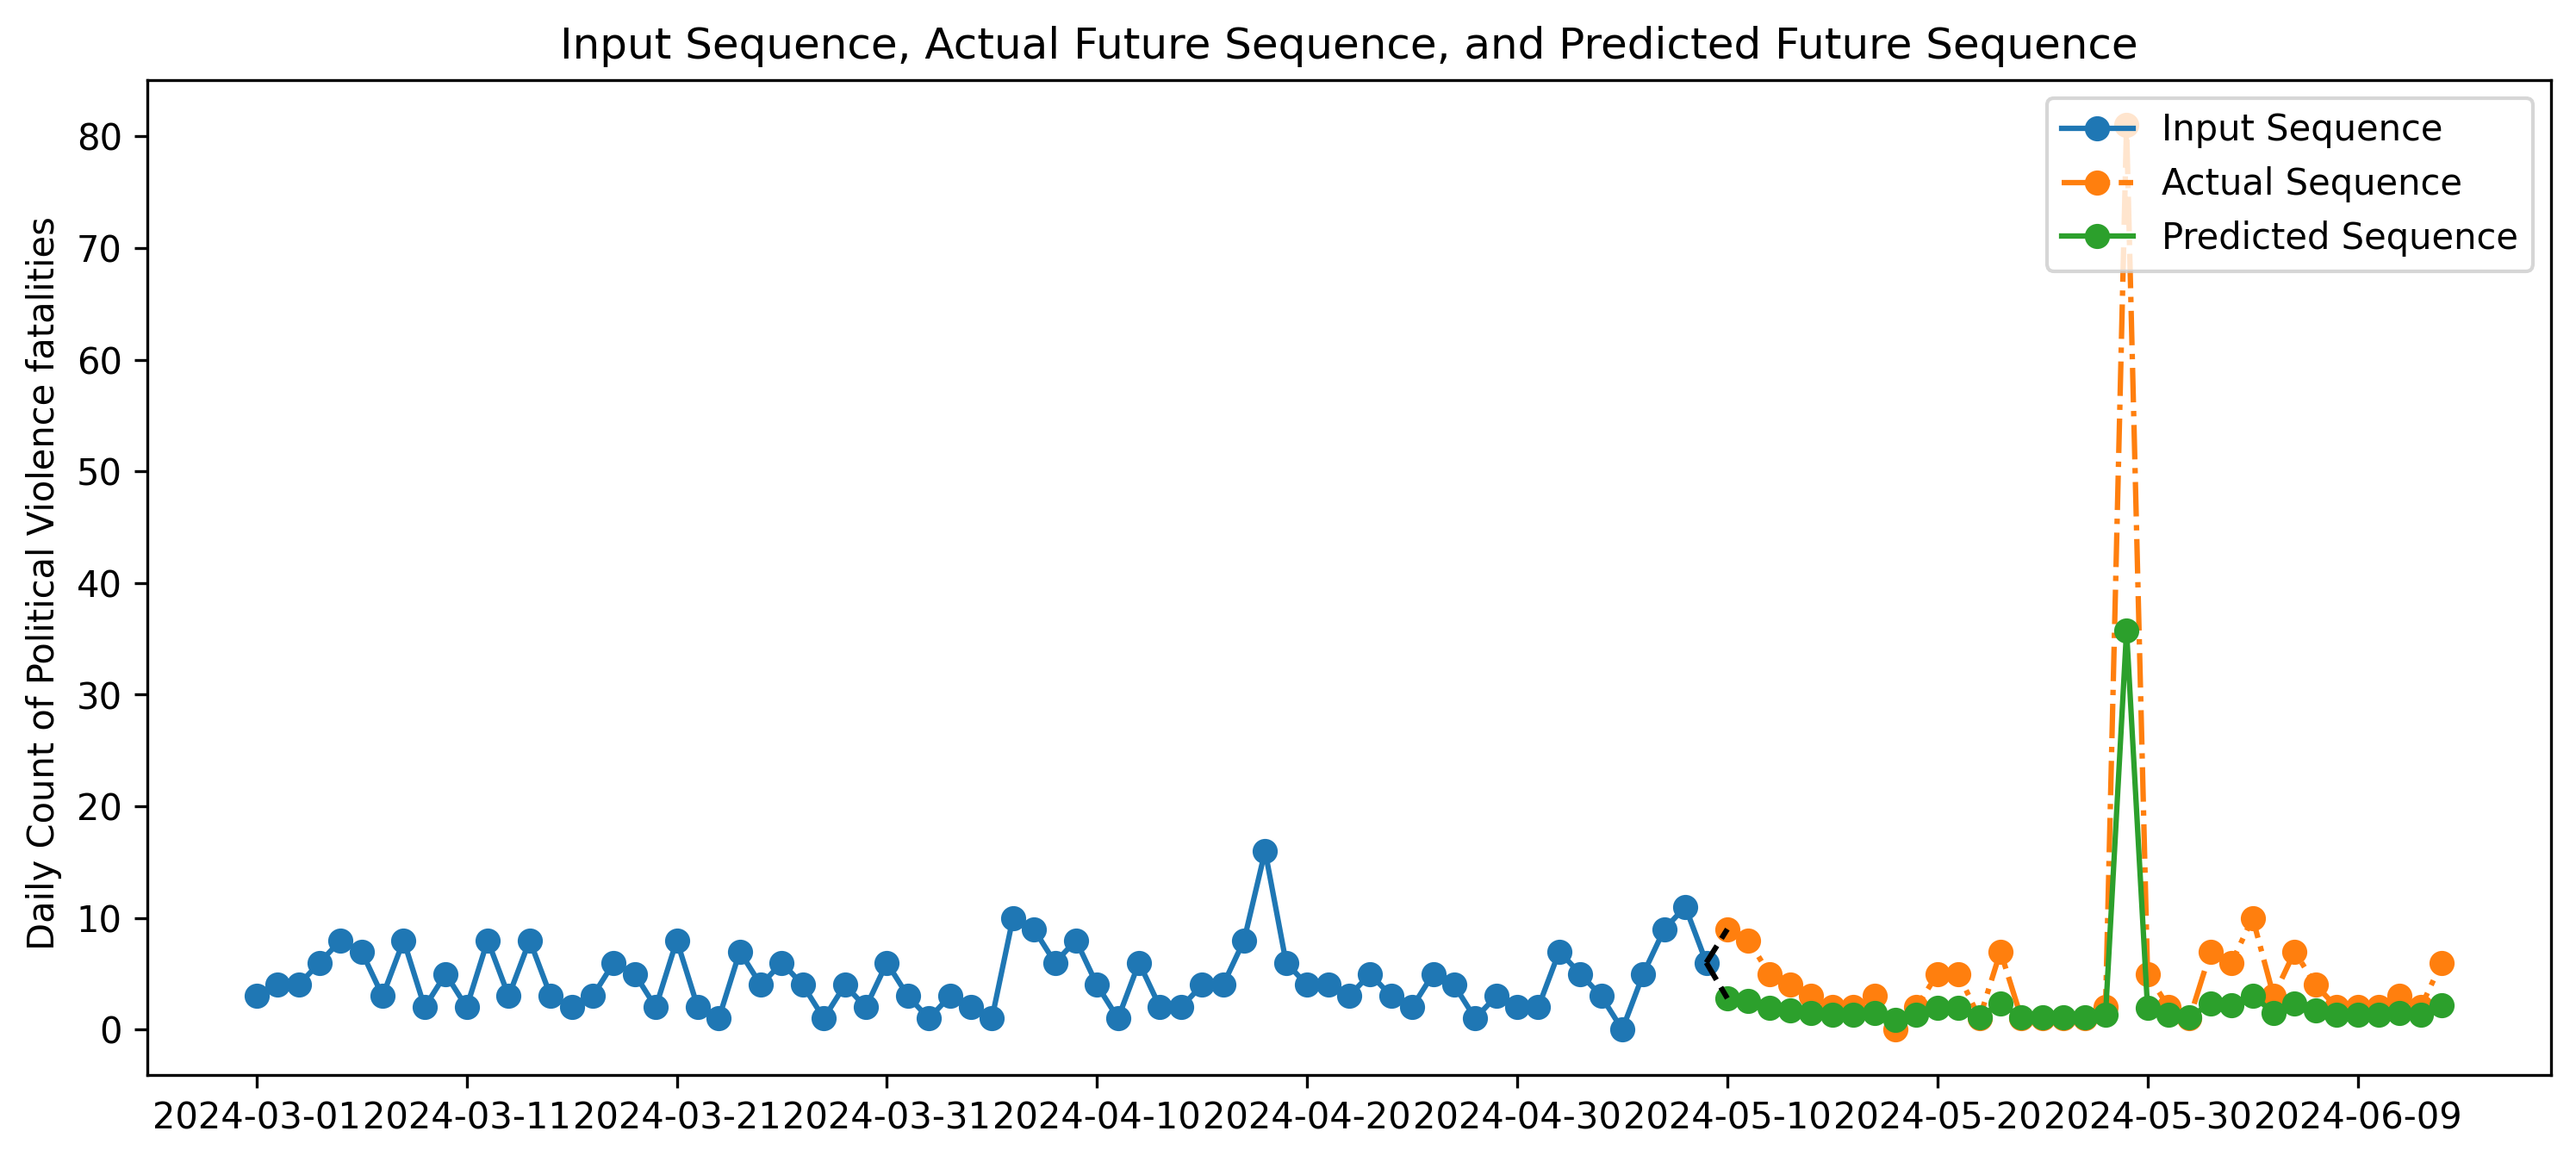 Input Sequence, Actual Future Sequence, and Predicted Future Sequence
Daily Count of Political Violence fatalities
80
70
60
50
40
30
20
10
0
Input Sequence
Actual Sequence
Predicted Sequence
2024-03-01 2024-03-11 2024-03-21 2024-03-31 2024-04-10 2024-04-20 2024-04-30 2024-05-10 2024-05-20 2024-05-30 2024-06-09